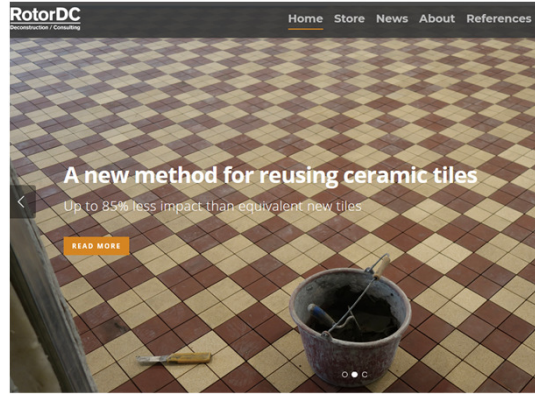 RotorDC
Deconstruction / Consulting
Home Store News About References
A new method for reusing ceramic tiles
Up to 85% less impact than equivalent new tiles
READ MORE